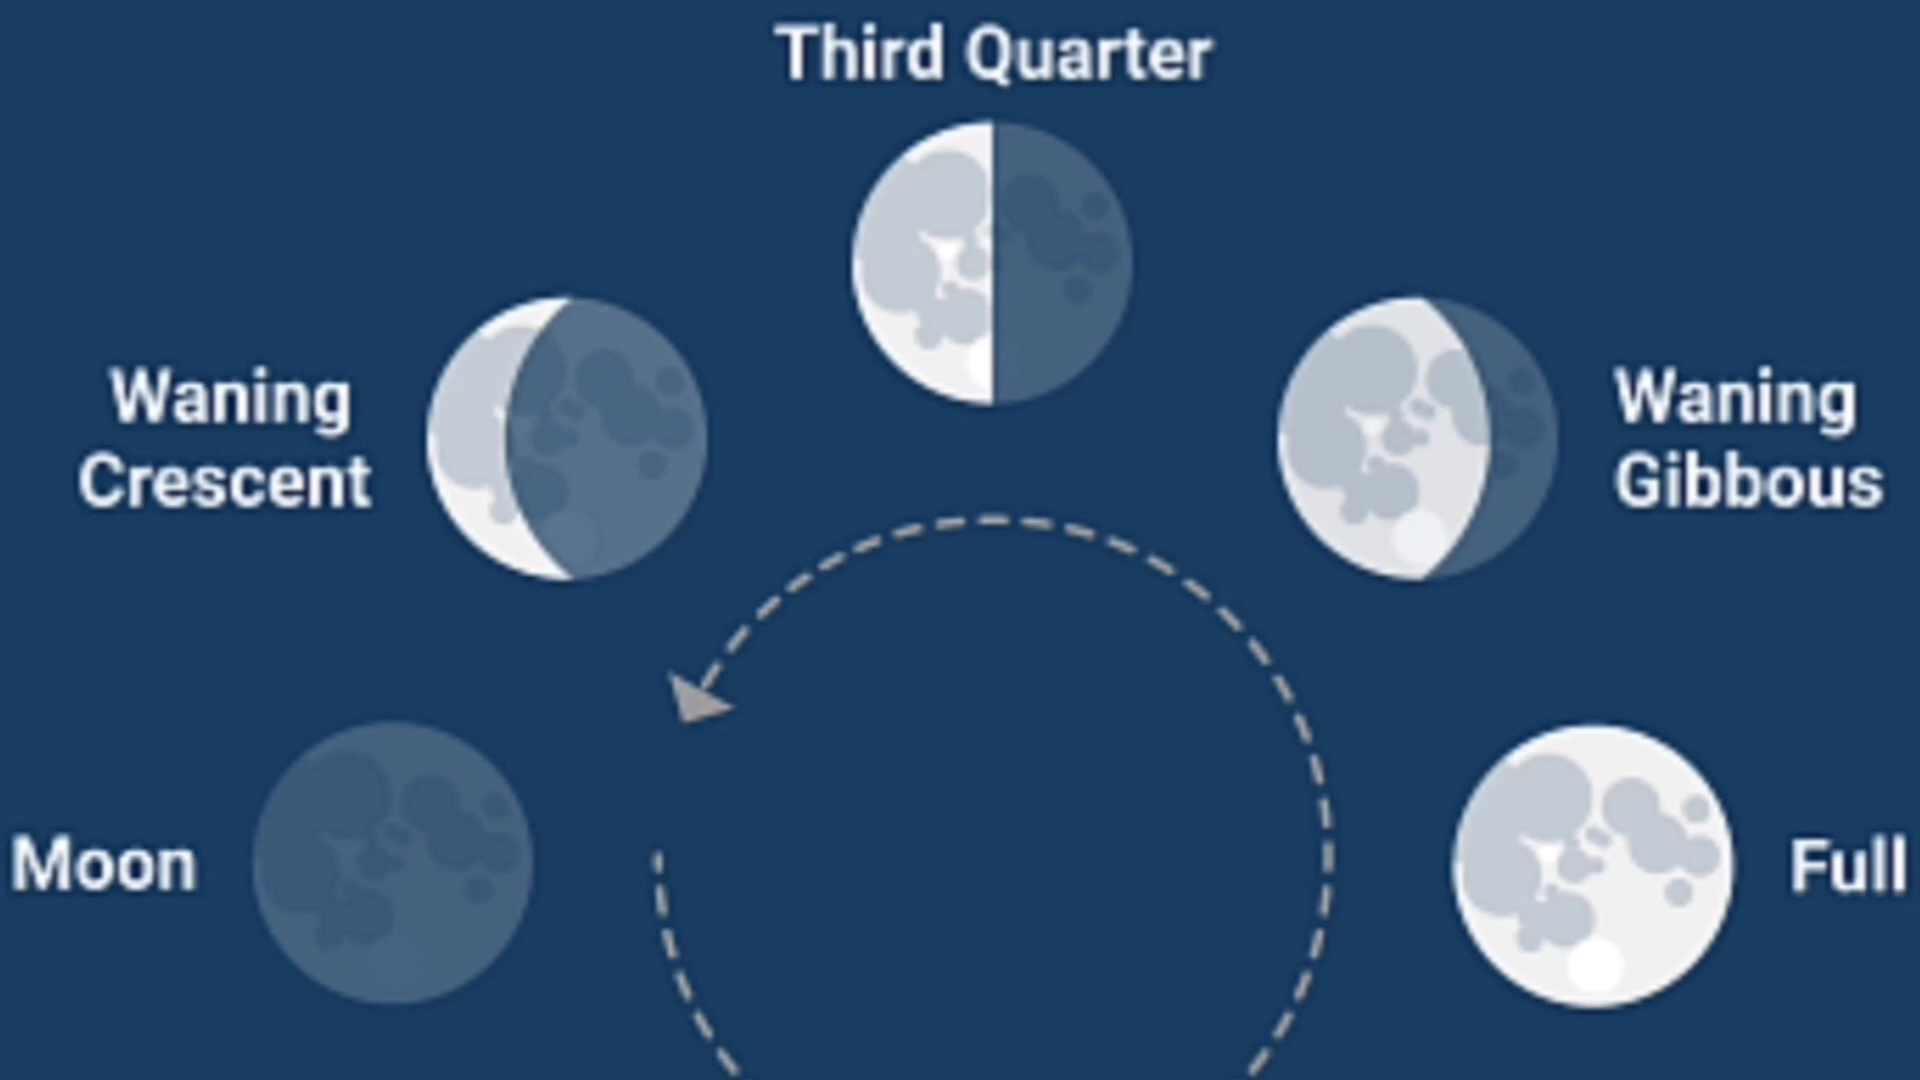 Third Quarter
Waning
Crescent
Waning
Gibbous
Moon
Full